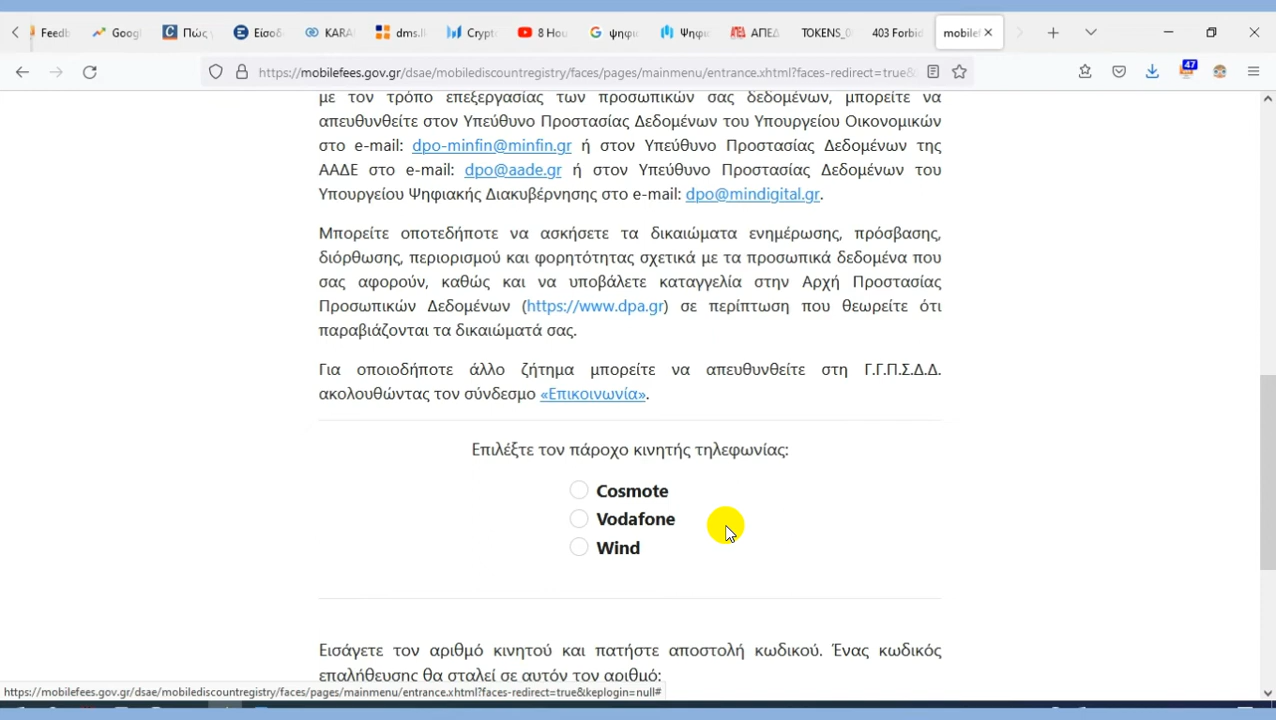 Feedb
Googl
Πώς
Είσοδ
KARA
dms.l
Crypt
8 Hou
ψηφι
Ψηφι
ΑΠΕΔ
TOKENS_0
403 Forbid
mobilef
https://mobilefees.gov.gr/dsae/mobilediscountregistry/faces/pages/mainmenu/entrance.xhtml?faces-redirect=true&
47
με τον τρόπο επεξεργασίας των προσωπικών σας δεδομένων, μπορείτε να
απευθυνθείτε στον Υπεύθυνο Προστασίας Δεδομένων του Υπουργείου Οικονομικών
στο e-mail: dpo-minfin@minfin.gr ή στον Υπεύθυνο Προστασίας Δεδομένων της
ΑΑΔΕ στο e-mail: dpo@aade.gr ή στον Υπεύθυνο Προστασίας Δεδομένων του
Υπουργείου Ψηφιακής Διακυβέρνησης στο e-mail: dpo@mindigital.gr.
Μπορείτε οποτεδήποτε να ασκήσετε τα δικαιώματα ενημέρωσης, πρόσβασης,
διόρθωσης, περιορισμού και φορητότητας σχετικά με τα προσωπικά δεδομένα που
σας αφορούν, καθώς και να υποβάλετε καταγγελία στην Αρχή Προστασίας
Προσωπικών Δεδομένων (https://www.dpa.gr) σε περίπτωση που θεωρείτε ότι
παραβιάζονται τα δικαιώματά σας.
Για οποιοδήποτε άλλο ζήτημα μπορείτε να απευθυνθείτε στη Γ.Γ.Π.Σ.Δ.Δ.
ακολουθώντας τον σύνδεσμο «Επικοινωνία».
Επιλέξτε τον πάροχο κινητής τηλεφωνίας:
Cosmote
Vodafone
Wind
Εισάγετε τον αριθμό κινητού και πατήστε αποστολή κωδικού. Ένας κωδικός
επαλήθευσης θα σταλεί σε αυτόν τον αριθμό:
https://mobilefees.gov.gr/dsae/mobilediscountregistry/faces/pages/mainmenu/entrance.xhtml?faces-redirect=true&keplogin=null#